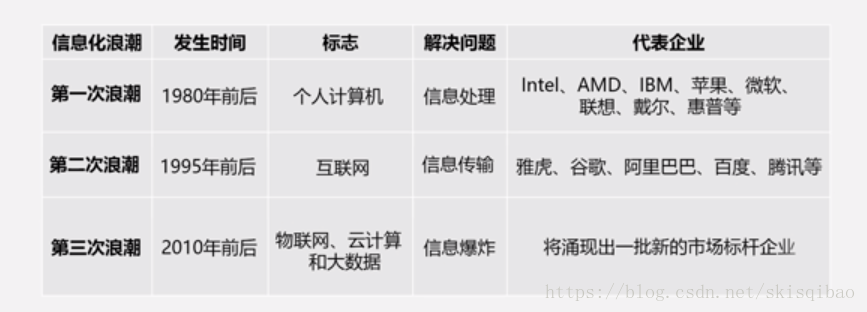 信息化浪潮 发生时间 标志 解决问题 代表企业
第一次浪潮 1980年前后 个人计算机 信息处理 Intel、AMD、IBM、苹果、微软、
联想、戴尔、惠普等
第二次浪潮 1995年前后 互联网 信息传输 雅虎、谷歌、阿里巴巴、百度、腾讯等
第三次浪潮 2010年前后 物联网、云计算
和大数据 信息爆炸 将涌现出一批新的市场标杆企业
https://blog.csdn.net/skisqibao